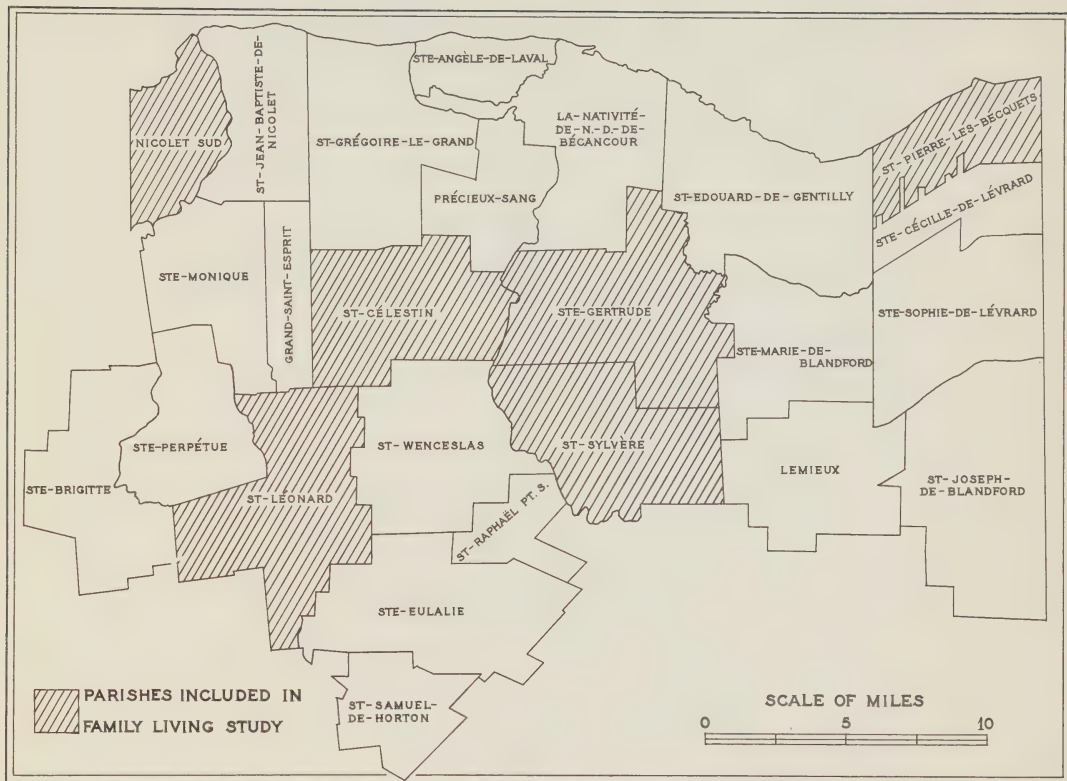 STE-ANGÈLE-DE-LAVAL
ST-JEAN-BAPTISTE-DE-
NICOLET
NICOLET SUD
ST-GRÉGOIRE-LE-GRAND
LA-NATIVITÉ-
DE-N.-D.-DE-
BÉCANCOUR
ST-PIERRE-LES-BECQUETS
PRÉCIEUX-SANG
ST-EDOUARD-DE-GENTILLY
STE-CÉCILLE-DE-LÉVRARD
STE-MONIQUE
GRAND-SAINT-ESPRIT
ST-CÉLESTIN
STE-GERTRUDE
STE-SOPHIE-DE-LÉVRARD
STE-MARIE-DE-
BLANDFORD
STE-PERPÉTUE
ST-WENCESLAS
ST-SYLVÈRE
LEMIEUX
STE-BRIGITTE
ST-LÉONARD
ST-JOSEPH-
DE-BLANDFORD
ST-RAPHAËL PT. S.
STE-EULALIE
ST-SAMUEL-
DE-HORTON
PARISHES INCLUDED IN
FAMILY LIVING STUDY
SCALE OF MILES
0 5 10